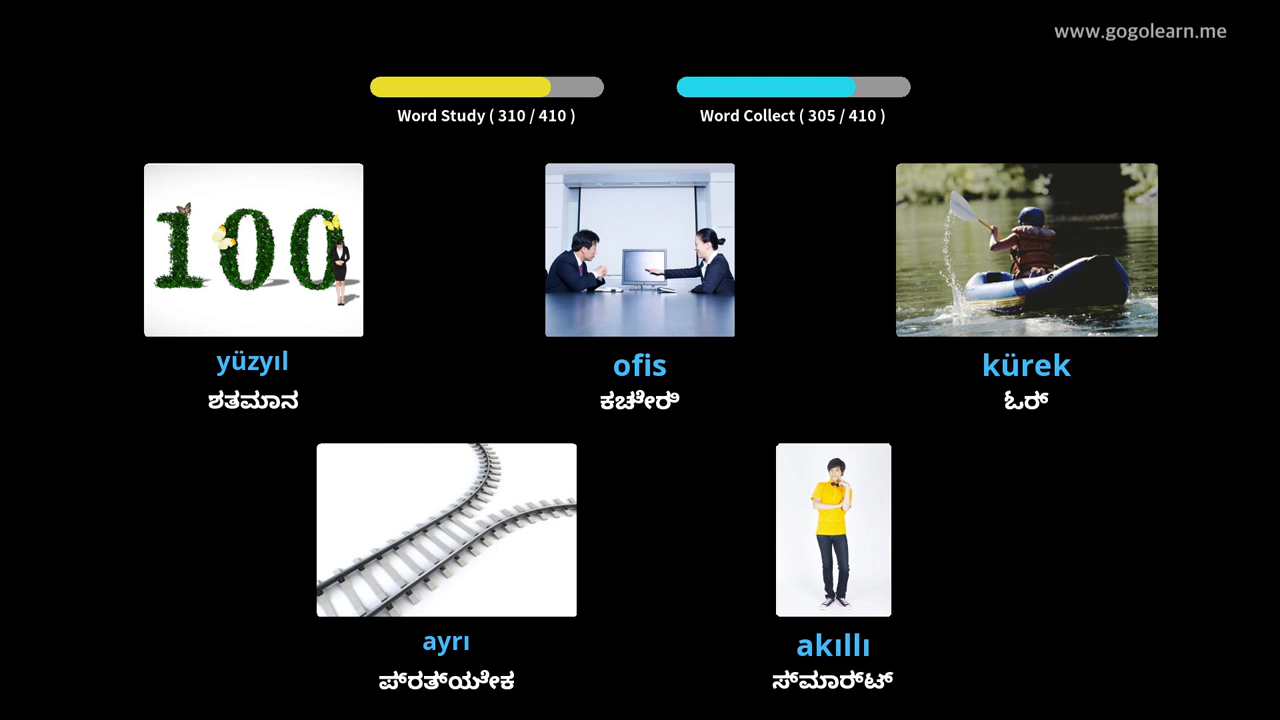 www.gogolearn.me
Word Study ( 310 / 410 )
Word Collect ( 305 / 410 )
100
yüzyıl
ಶತಮಾನ
ofis
ಕಚೇರಿ
kürek
ಓರ್
ayrı
ಪ್ರತ್ಯೇಕ
akıllı
ಸ್ಮಾರ್ಟ್